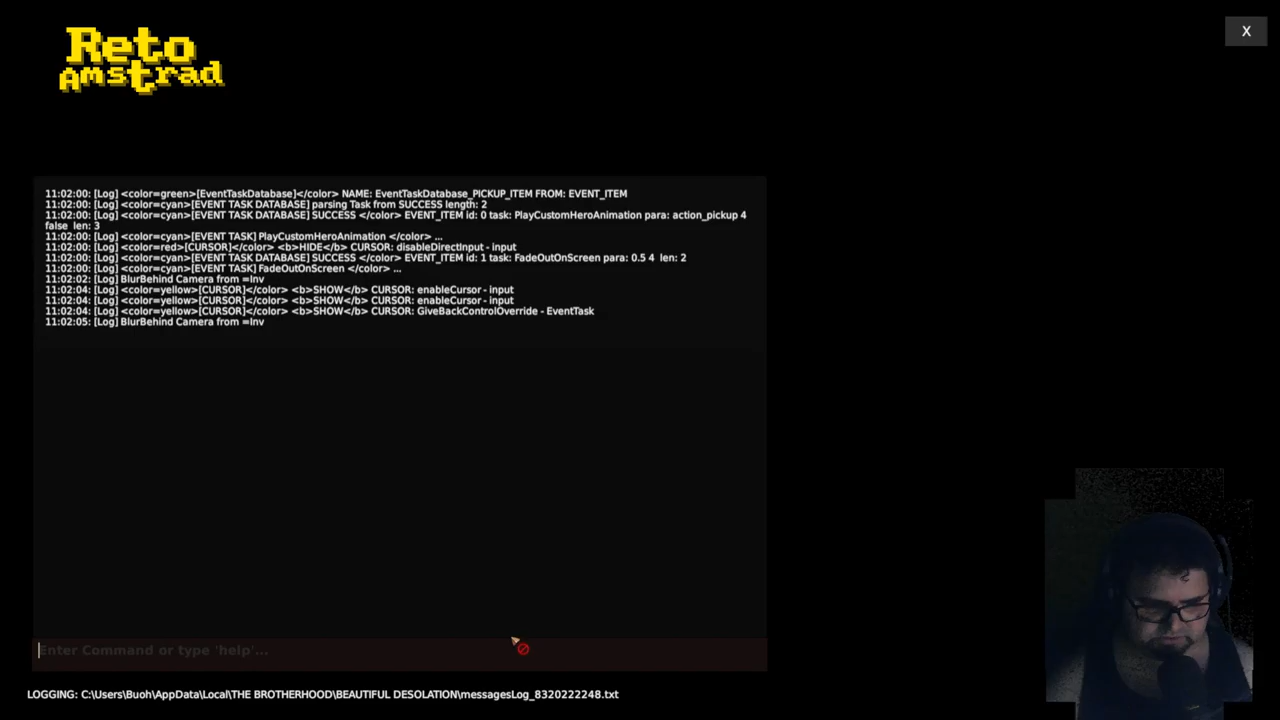 Reto
Amstrad
X
11:02:00: [Log] <color=green>[EventTaskDatabase]</color> NAME: EventTaskDatabase_PICKUP_ITEM FROM: EVENT_ITEM
11:02:00: [Log] <color=cyan>[EVENT TASK DATABASE] parsing Task from SUCCESS length: 2
11:02:00: [Log] <color=cyan>[EVENT TASK DATABASE] SUCCESS </color> EVENT_ITEM id: 0 task: PlayCustomHeroAnimation para: action_pickup 4
false  len: 3
11:02:00: [Log] <color=cyan>[EVENT TASK] PlayCustomHeroAnimation </color> ...
11:02:00: [Log] <color=red>[CURSOR]</color> <b>HIDE</b> CURSOR: disableDirectInput - input
11:02:00: [Log] <color=cyan>[EVENT TASK DATABASE] SUCCESS </color> EVENT_ITEM id: 1 task: FadeOutOnScreen para: 0.5 4  len: 2
11:02:00: [Log] <color=cyan>[EVENT TASK] FadeOutOnScreen </color> ...
11:02:02: [Log] BlurBehind Camera from =Inv
11:02:04: [Log] <color=yellow>[CURSOR]</color> <b>SHOW</b> CURSOR: enableCursor - input
11:02:04: [Log] <color=yellow>[CURSOR]</color> <b>SHOW</b> CURSOR: enableCursor - input
11:02:04: [Log] <color=yellow>[CURSOR]</color> <b>SHOW</b> CURSOR: GiveBackControlOverride - EventTask
11:02:05: [Log] BlurBehind Camera from =Inv
Enter Command or type 'help'...
LOGGING: C:\Users\Buoh\AppData\Local\THE BROTHERHOOD\BEAUTIFUL DESOLATION\messagesLog_8320222248.txt